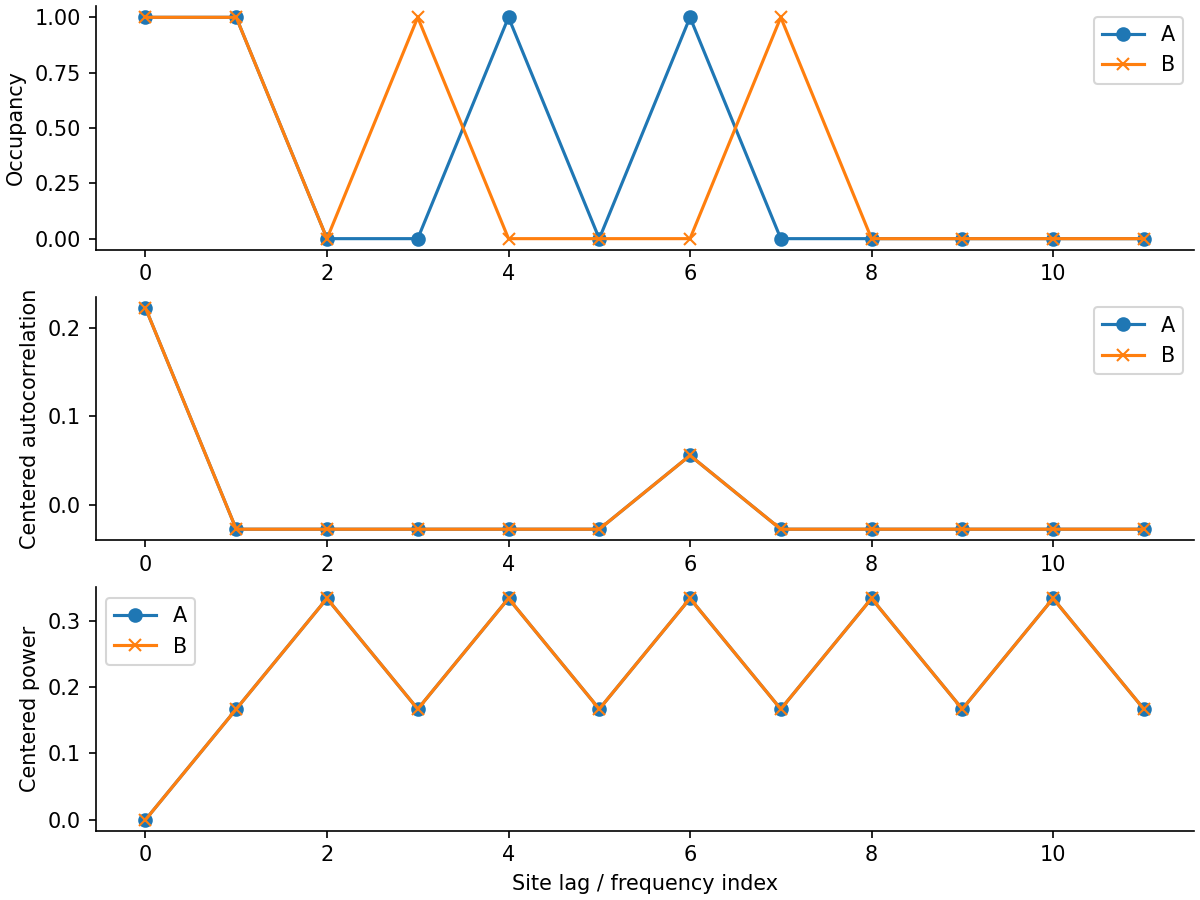 Occupancy
1.00
0.75
0.50
0.25
0.00
0 2 4 6 8 10
A
B
Centered autocorrelation
0.2
0.1
0.0
0 2 4 6 8 10
A
B
Centered power
0.3
0.2
0.1
0.0
A
B
0 2 4 6 8 10
Site lag / frequency index